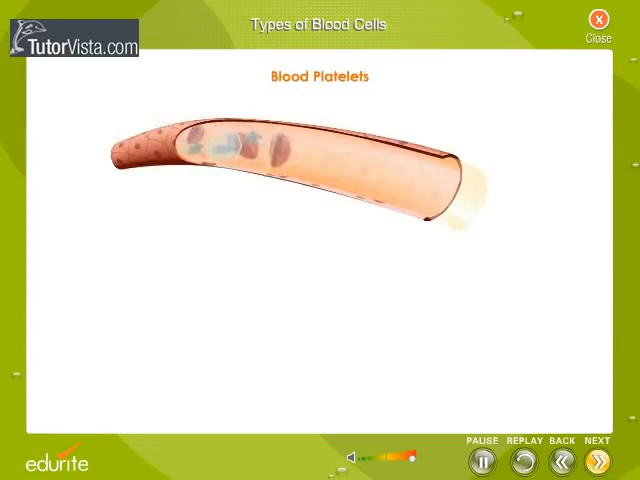 Types of Blood Cells
x
Close
TutorVista.com
Blood Platelets
PAUSE REPLAY BACK NEXT
edurite